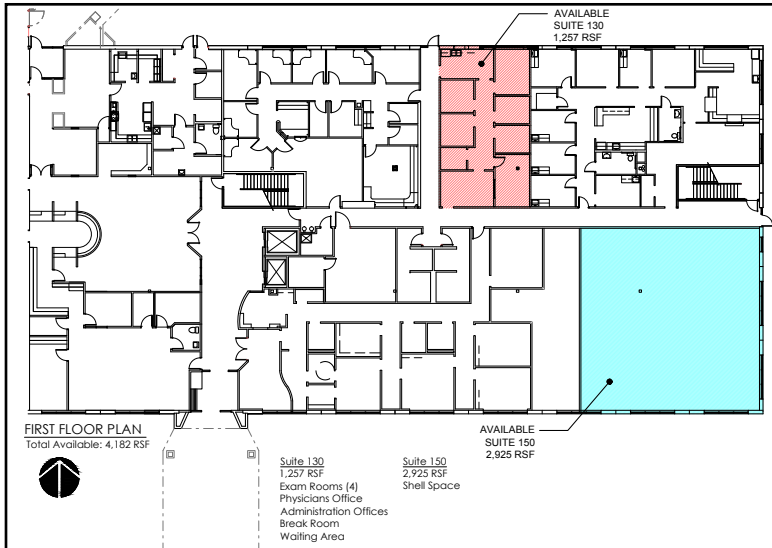 AVAILABLE
SUITE 130
1,257 RSF
AVAILABLE
SUITE 150
2,925 RSF
FIRST FLOOR PLAN
Total Available: 4,182 RSF
Suite 130
1,257 RSF
Exam Rooms (4)
Physicians Office
Administration Offices
Break Room
Waiting Area
Suite 150
2,925 RSF
Shell Space